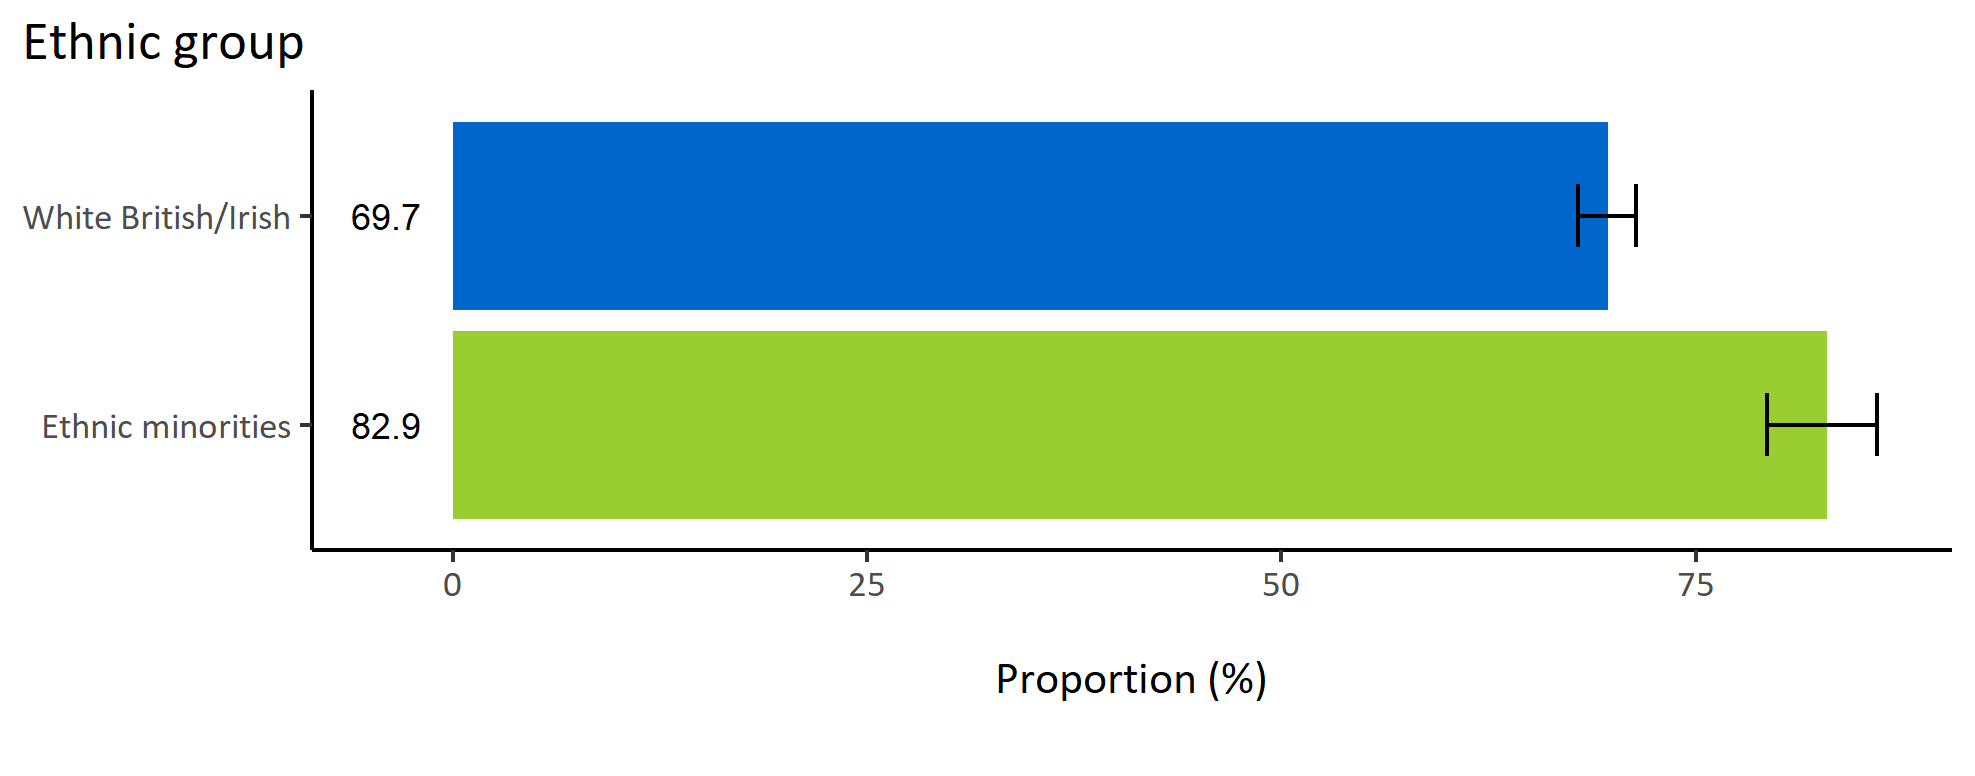 Ethnic group
White British/Irish 69.7
Ethnic minorities 82.9
0 25 50 75
Proportion (%)